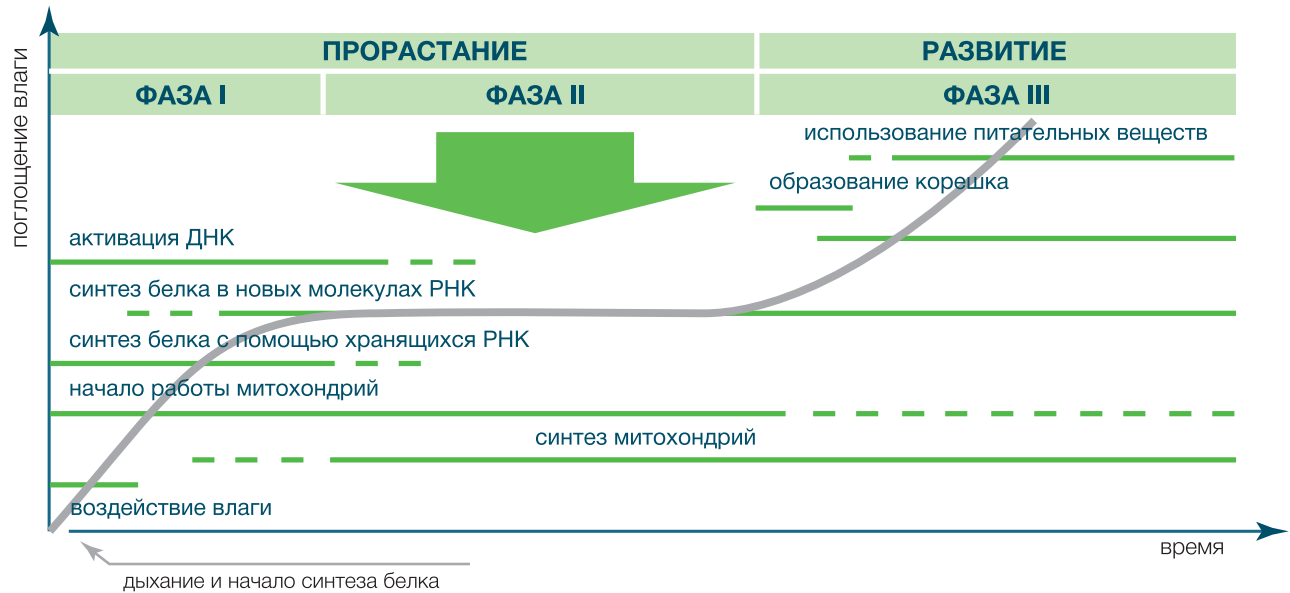 поглощение влаги
ПРОРАСТАНИЕ
РАЗВИТИЕ
ФАЗА I
ФАЗА II
ФАЗА III
использование питательных веществ
образование корешка
активация ДНК
синтез белка в новых молекулах РНК
синтез белка с помощью хранящихся РНК
начало работы митохондрий
синтез митохондрий
воздействие влаги
время
дыхание и начало синтеза белка